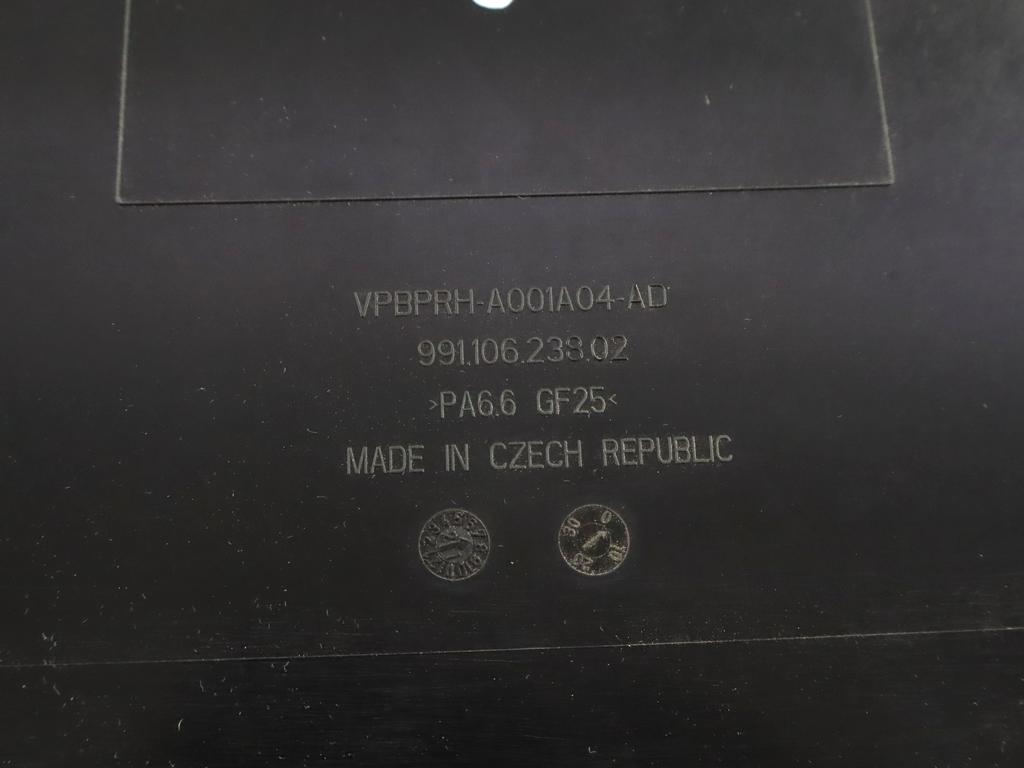 VPBPRH-A001A04-AD
991.106.238.02
>PA6.6 GF25<
MADE IN CZECH REPUBLIC